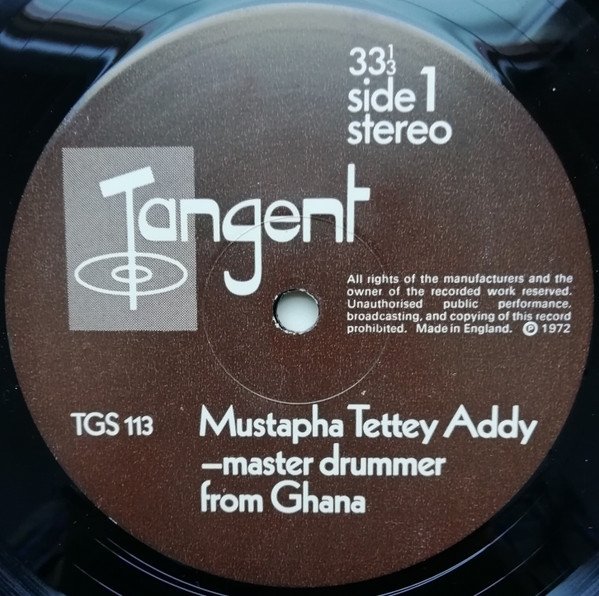 33⅓
side 1
stereo
Tangent
All rights of the manufacturers and the
owner of the recorded work reserved.
Unauthorised public performance,
broadcasting, and copying of this record
prohibited. Made in England. ℗ 1972
TGS 113 Mustapha Tettey Addy
–master drummer
from Ghana